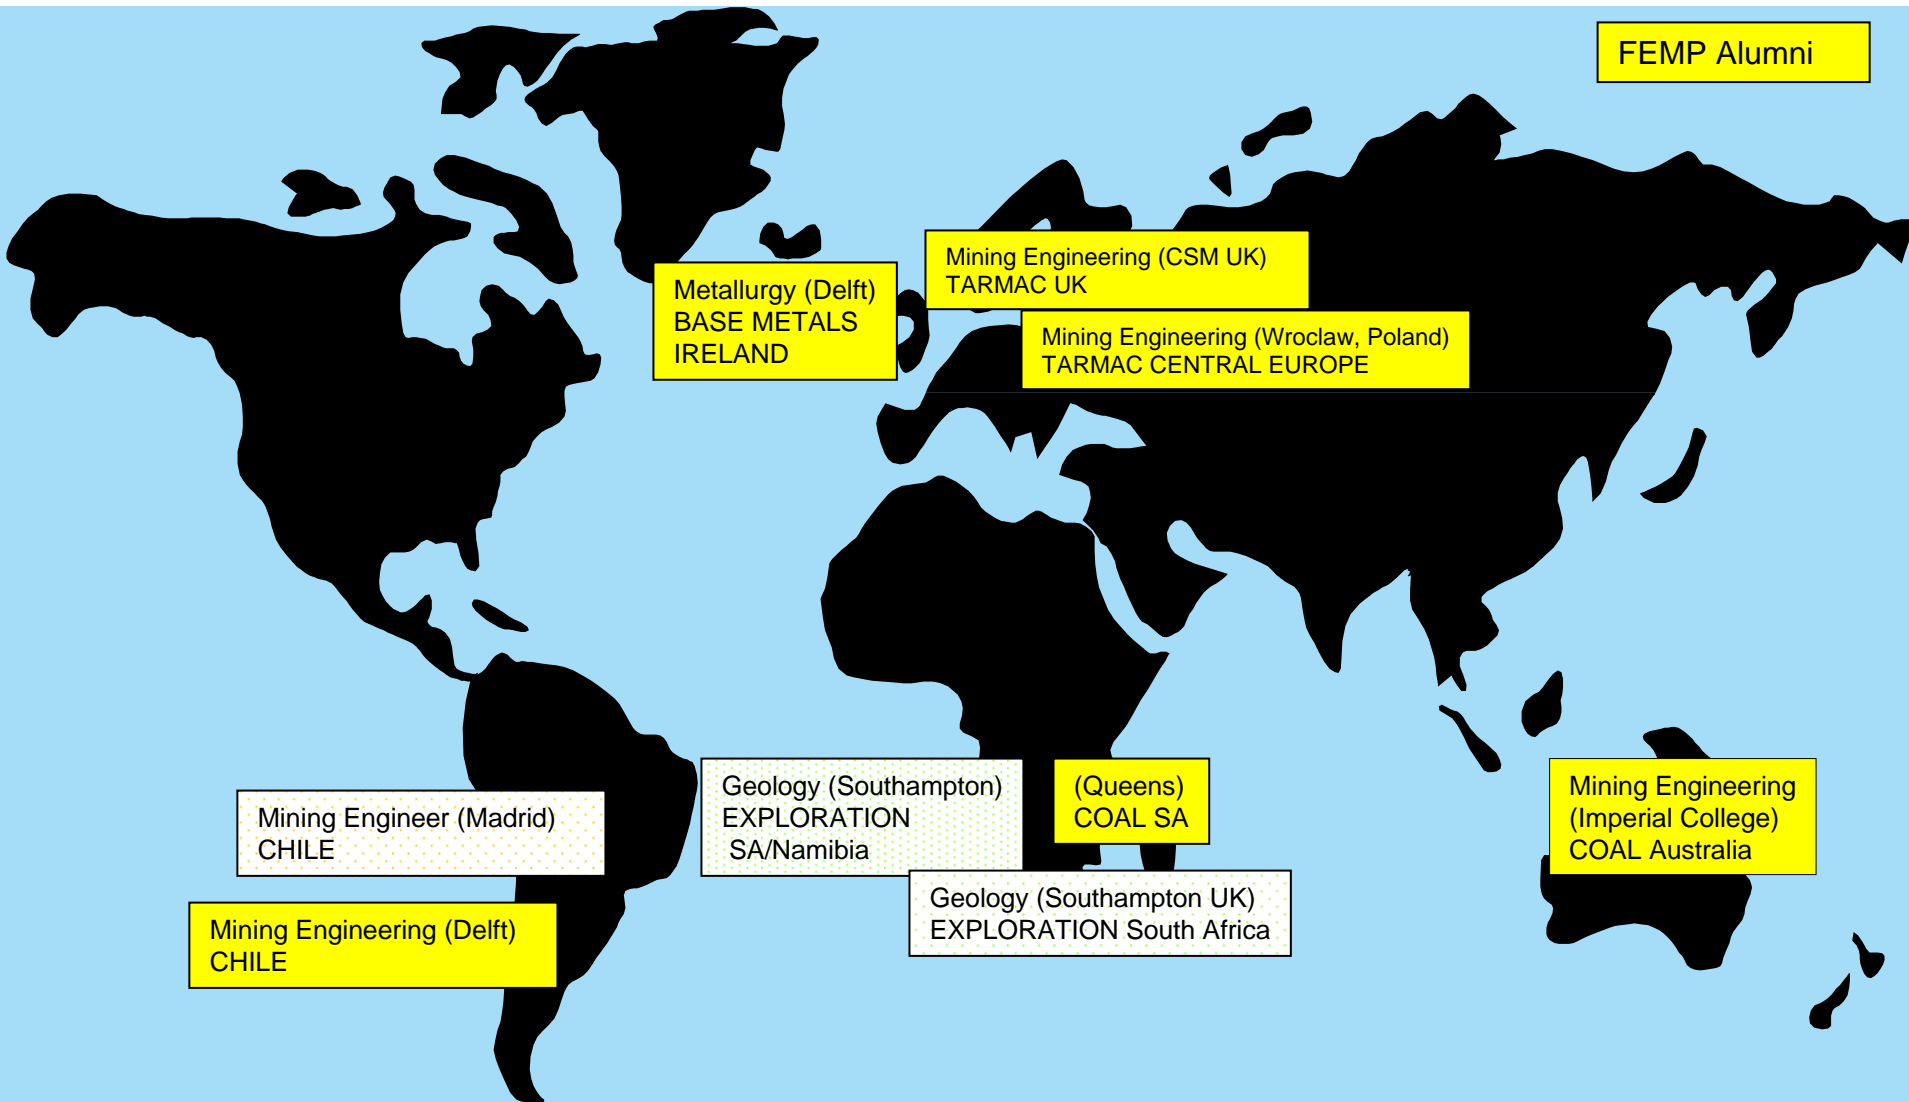 FEMP Alumni
Mining Engineering (CSM UK)
TARMAC UK
Metallurgy (Delft)
BASE METALS
IRELAND
Mining Engineering (Wroclaw, Poland)
TARMAC CENTRAL EUROPE
Mining Engineer (Madrid)
CHILE
Geology (Southampton)
EXPLORATION
SA/Namibia
(Queens)
COAL SA
Mining Engineering
(Imperial College)
COAL Australia
Geology (Southampton UK)
EXPLORATION South Africa
Mining Engineering (Delft)
CHILE